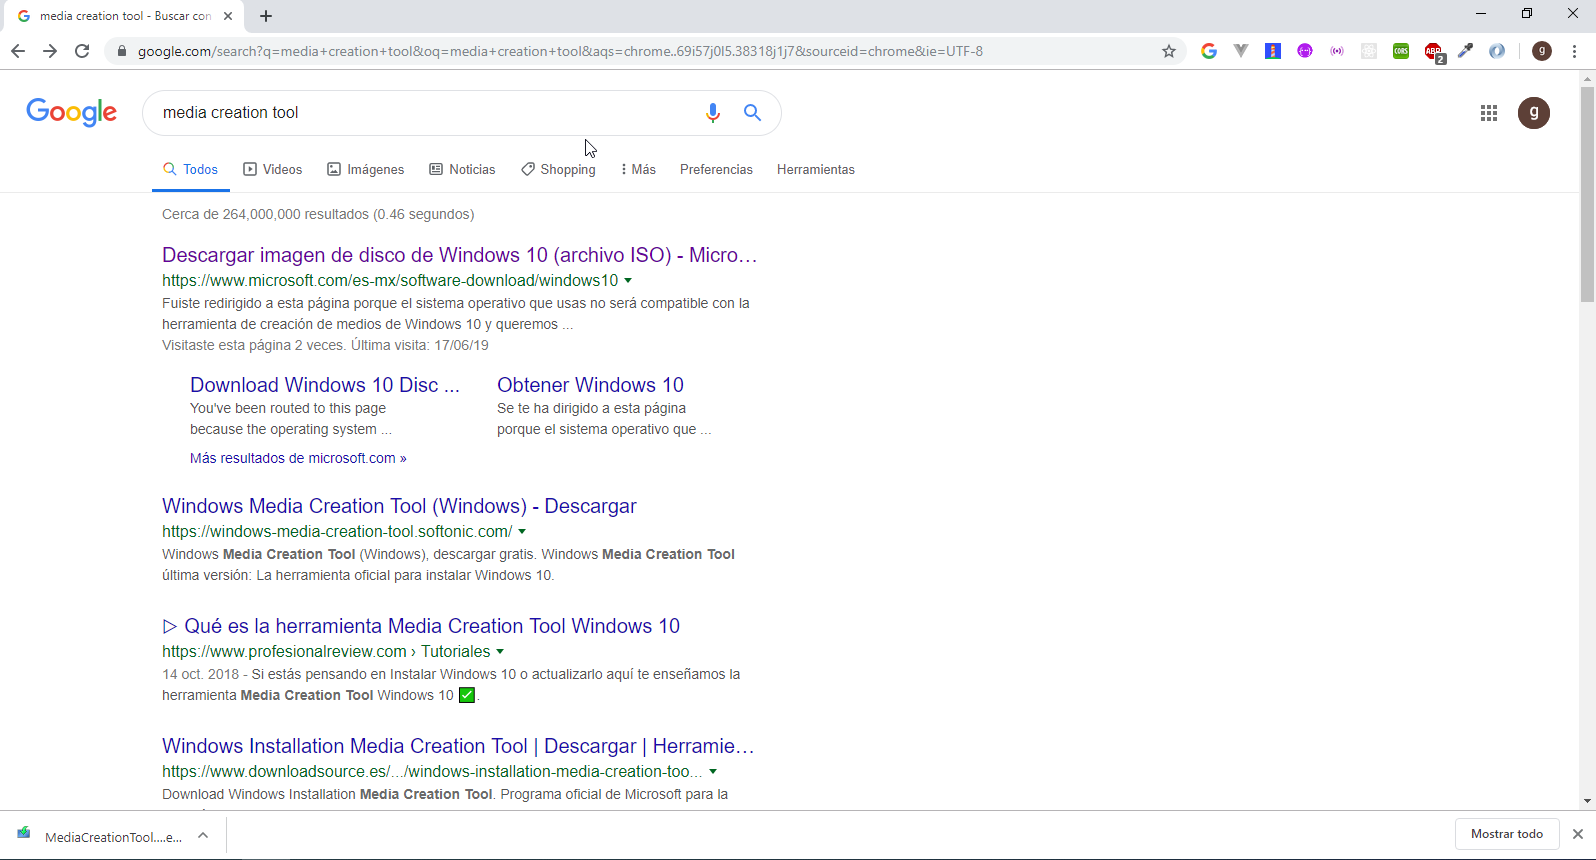 media creation tool - Buscar con
google.com/search?q=media+creation+tool&oq=media+creation+tool&aqs=chrome..69i57j0l5.38318j1j7&sourceid=chrome&ie=UTF-8
CORS
ABP
2
g
Google
media creation tool
g
Todos
Videos
Imágenes
Noticias
Shopping
Más
Preferencias
Herramientas
Cerca de 264,000,000 resultados (0.46 segundos)
Descargar imagen de disco de Windows 10 (archivo ISO) - Micro...
https://www.microsoft.com/es-mx/software-download/windows10
Fuiste redirigido a esta página porque el sistema operativo que usas no será compatible con la
herramienta de creación de medios de Windows 10 y queremos ...
Visitaste esta página 2 veces. Última visita: 17/06/19
Download Windows 10 Disc ...
You've been routed to this page
because the operating system ...
Obtener Windows 10
Se te ha dirigido a esta página
porque el sistema operativo que ...
Más resultados de microsoft.com »
Windows Media Creation Tool (Windows) - Descargar
https://windows-media-creation-tool.softonic.com/
Windows Media Creation Tool (Windows), descargar gratis. Windows Media Creation Tool
última versión: La herramienta oficial para instalar Windows 10.
▷ Qué es la herramienta Media Creation Tool Windows 10
https://www.profesionalreview.com › Tutoriales
14 oct. 2018 - Si estás pensando en Instalar Windows 10 o actualizarlo aquí te enseñamos la
herramienta Media Creation Tool Windows 10 ✅.
Windows Installation Media Creation Tool | Descargar | Herramie...
https://www.downloadsource.es/.../windows-installation-media-creation-too...
Download Windows Installation Media Creation Tool. Programa oficial de Microsoft para la
MediaCreationTool....e...
Mostrar todo